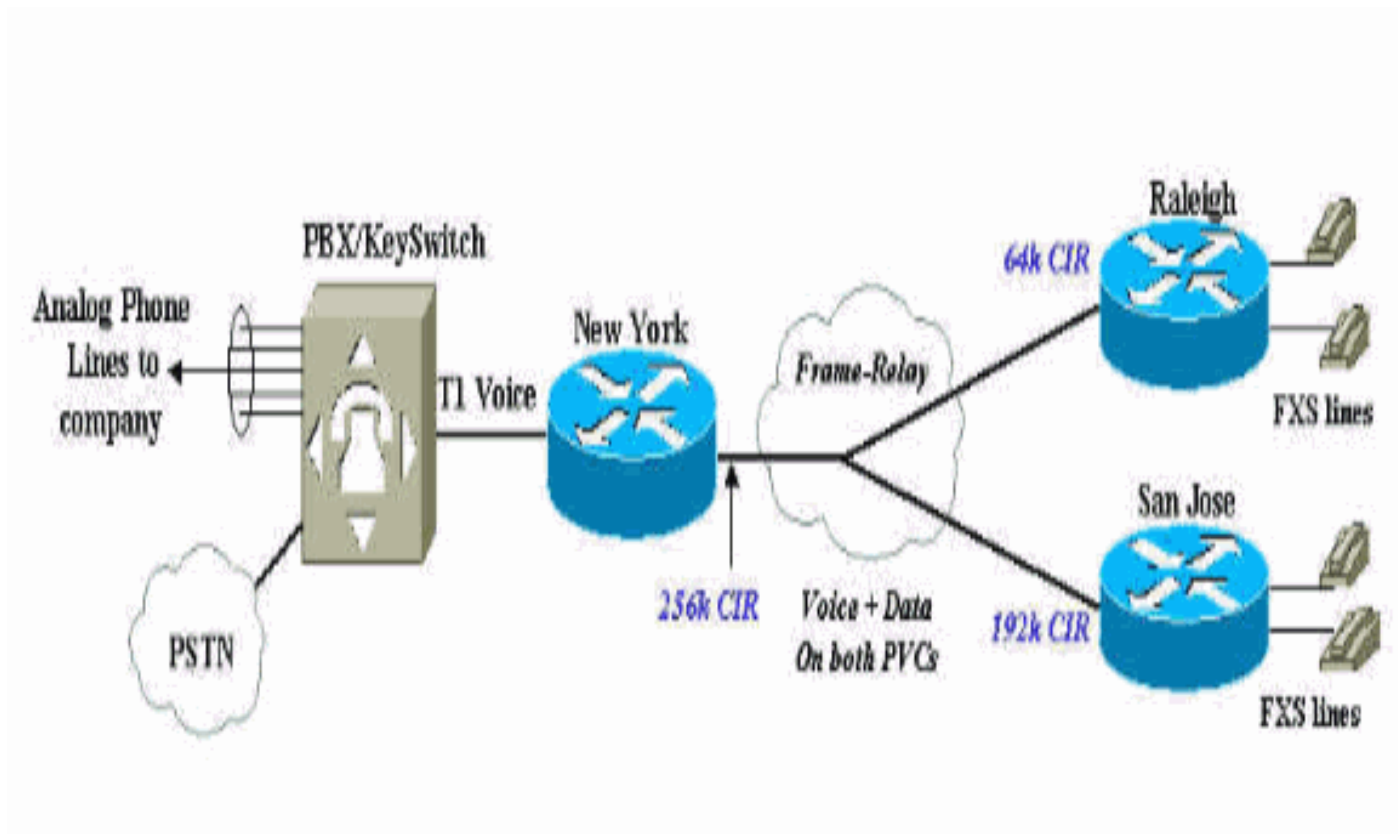 PBX/KeySwitch
Analog Phone
Lines to
company
T1 Voice
New York
PSTN
256k CIR
Frame-Relay
Voice + Data
On both PVCs
Raleigh
64k CIR
FXS lines
San Jose
192k CIR
FXS lines